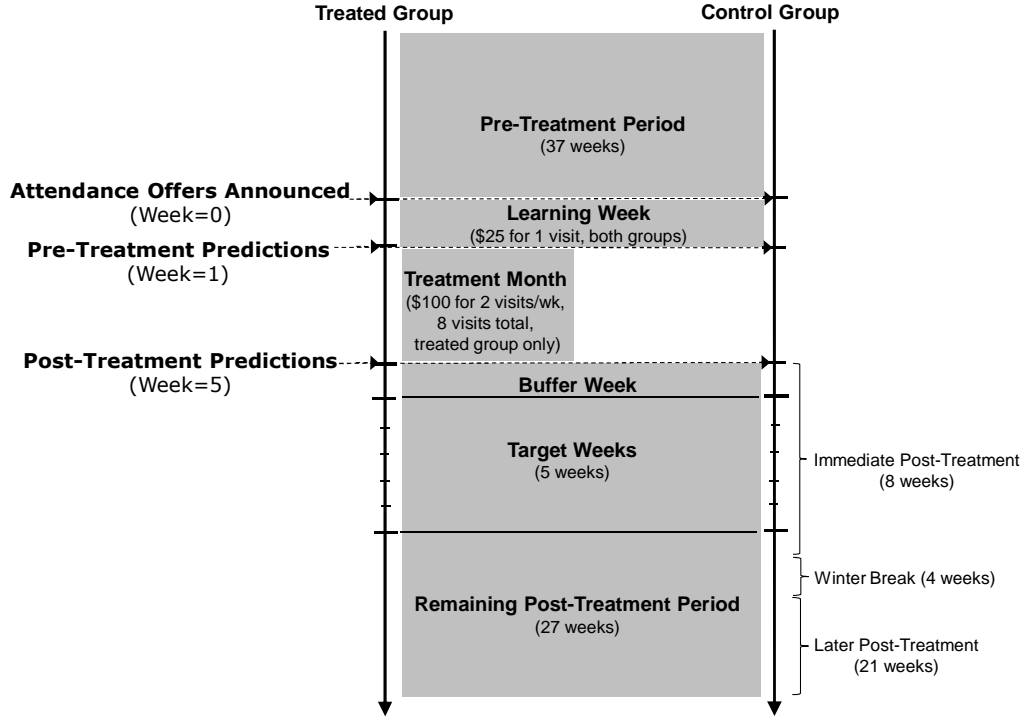 Treated Group
Control Group
Pre-Treatment Period
(37 weeks)
Attendance Offers Announced
(Week=0)
Learning Week
($25 for 1 visit, both groups)
Pre-Treatment Predictions
(Week=1)
Treatment Month
($100 for 2 visits/wk,
8 visits total,
treated group only)
Post-Treatment Predictions
(Week=5)
Buffer Week
Target Weeks
(5 weeks)
Immediate Post-Treatment
(8 weeks)
Winter Break (4 weeks)
Remaining Post-Treatment Period
(27 weeks)
Later Post-Treatment
(21 weeks)